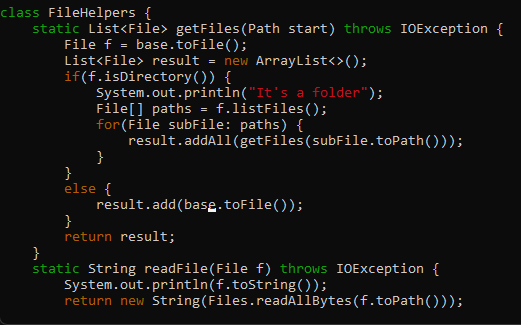 class FileHelpers {
    static List<File> getFiles(Path start) throws IOException {
        File f = base.toFile();
        List<File> result = new ArrayList<>();
        if(f.isDirectory()) {
            System.out.println("It's a folder");
            File[] paths = f.listFiles();
            for(File subFile: paths) {
                result.addAll(getFiles(subFile.toPath()));
            }
        }
        else {
            result.add(base.toFile());
        }
        return result;
    }
    static String readFile(File f) throws IOException {
        System.out.println(f.toString());
        return new String(Files.readAllBytes(f.toPath()));